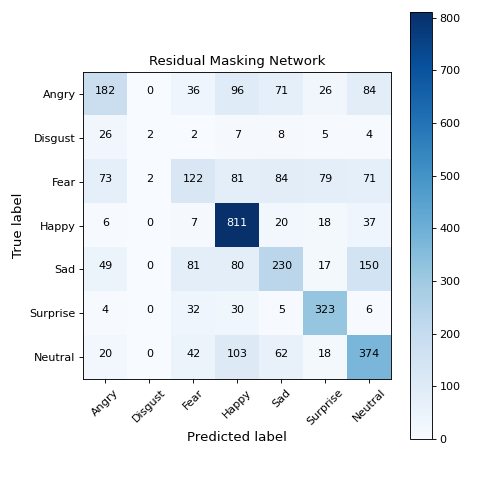 Residual Masking Network
True label
Angry 182 0 36 96 71 26 84
Disgust 26 2 2 7 8 5 4
Fear 73 2 122 81 84 79 71
Happy 6 0 7 811 20 18 37
Sad 49 0 81 80 230 17 150
Surprise 4 0 32 30 5 323 6
Neutral 20 0 42 103 62 18 374
Angry Disgust Fear Happy Sad Surprise Neutral
Predicted label
800
700
600
500
400
300
200
100
0